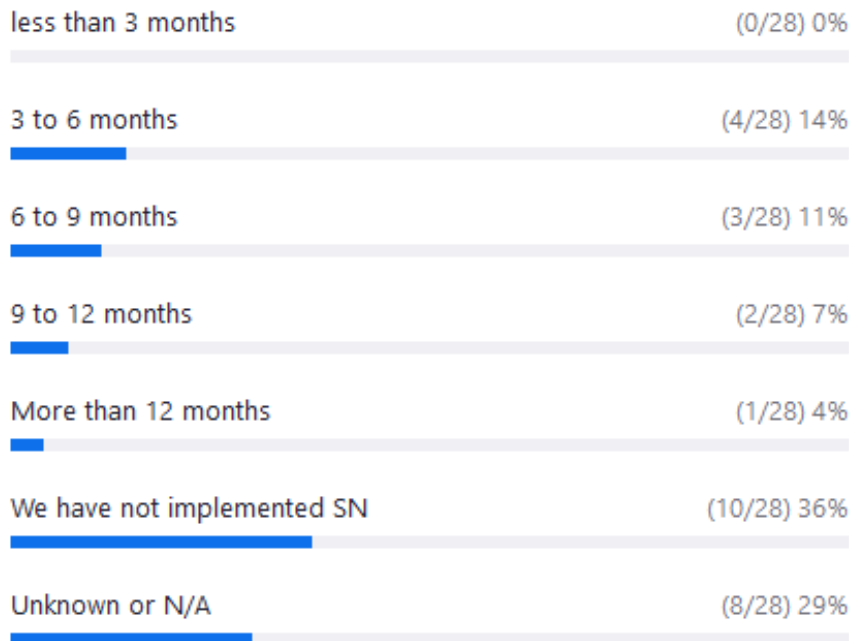 less than 3 months (0/28) 0%
3 to 6 months (4/28) 14%
6 to 9 months (3/28) 11%
9 to 12 months (2/28) 7%
More than 12 months (1/28) 4%
We have not implemented SN (10/28) 36%
Unknown or N/A (8/28) 29%